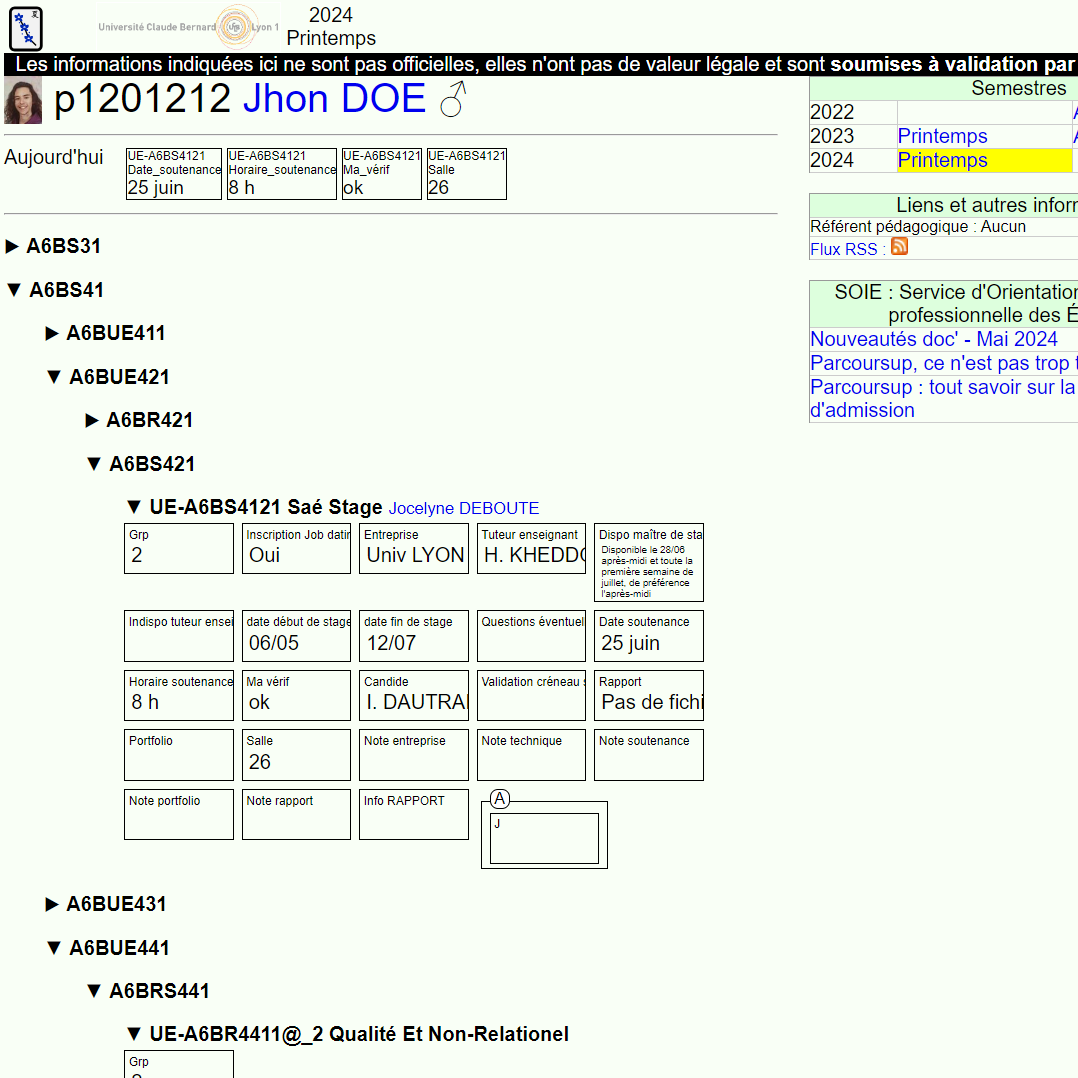 Université Claude Bernard Lyon 1
2024
Printemps
Les informations indiquées ici ne sont pas officielles, elles n'ont pas de valeur légale et sont soumises à validation par
p1201212 Jhon DOE ♂
Aujourd'hui
UE-A6BS4121 UE-A6BS4121 UE-A6BS4121 UE-A6BS4121
Date_soutenance Horaire_soutenance Ma_vérif Salle
25 juin 8 h ok 26
A6BS31
A6BS41
A6BUE411
A6BUE421
A6BR421
A6BS421
UE-A6BS4121 Saé Stage Jocelyne DEBOUTE
Grp Inscription Job Entreprise Tuteur enseignant Dispo maître de
2 Oui Univ LYON H.
Disponible le 28/06
après-midi et toute la
première semaine de
juillet, de préférence
l'après-midi
Indispo tuteur date début de stage date fin de stage Questions Date soutenance
06/05 12/07 25 juin
Horaire soutenance Ma vérif Candide Validation créneau Rapport
8 h ok I. Pas de
Portfolio Salle Note entreprise Note technique Note soutenance
26
Note portfolio Note rapport Info RAPPORT A
J
A6BUE431
A6BUE441
A6BRS441
UE-A6BR4411@_2 Qualité Et Non-Relationel
Grp
Semestres
2022
2023 Printemps
2024 Printemps
Liens et autres
Référent pédagogique : Aucun
Flux RSS :
SOIE : Service d'Orientation
professionnelle des
Nouveautés doc' - Mai 2024
Parcoursup, ce n'est pas trop
Parcoursup : tout savoir sur la
d'admission